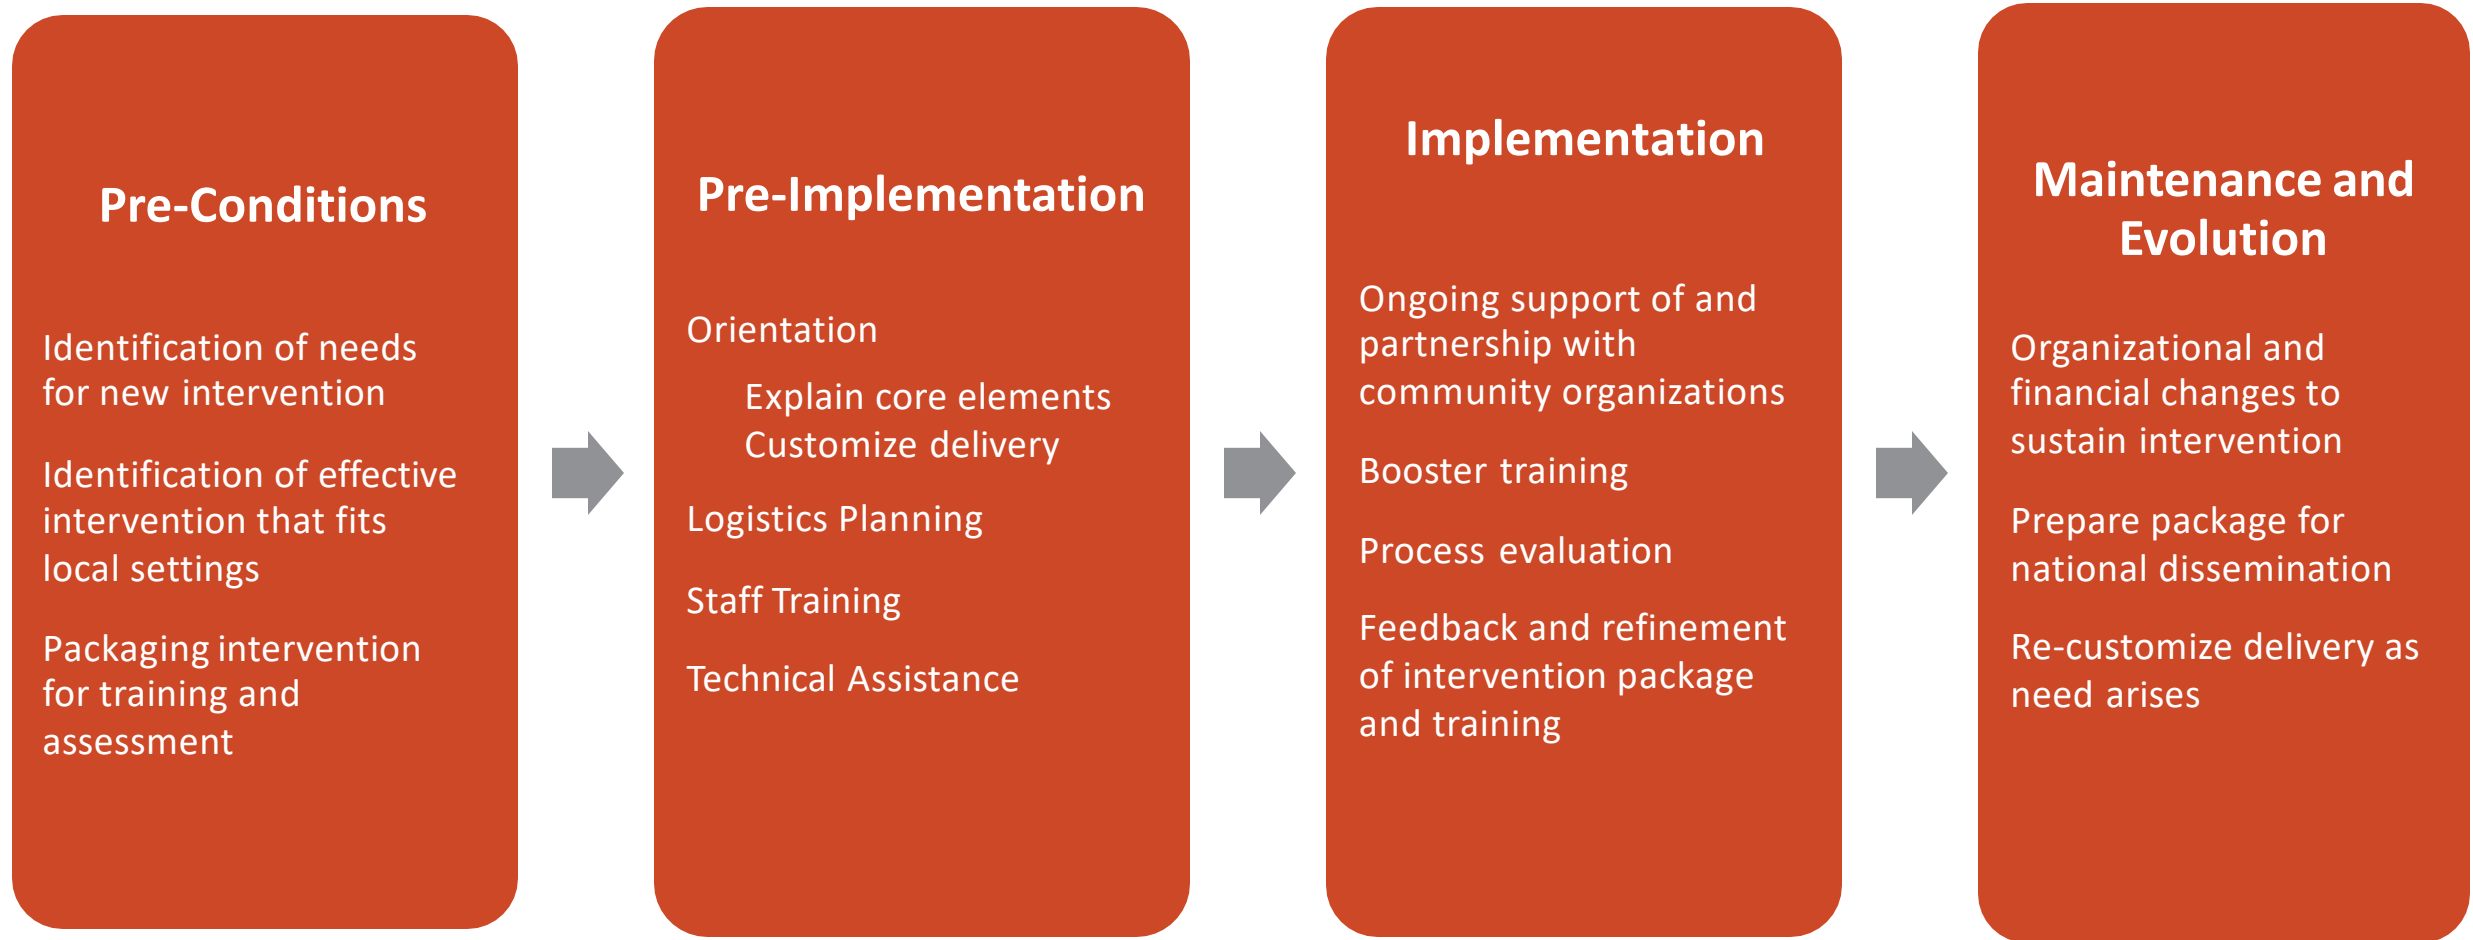 Pre-Conditions
Identification of needs
for new intervention
Identification of effective
intervention that fits
local settings
Packaging intervention
for training and
assessment
Pre-Implementation
Orientation
Explain core elements
Customize delivery
Logistics Planning
Staff Training
Technical Assistance
Implementation
Ongoing support of and
partnership with
community organizations
Booster training
Process evaluation
Feedback and refinement
of intervention package
and training
Maintenance and
Evolution
Organizational and
financial changes to
sustain intervention
Prepare package for
national dissemination
Re-customize delivery as
need arises